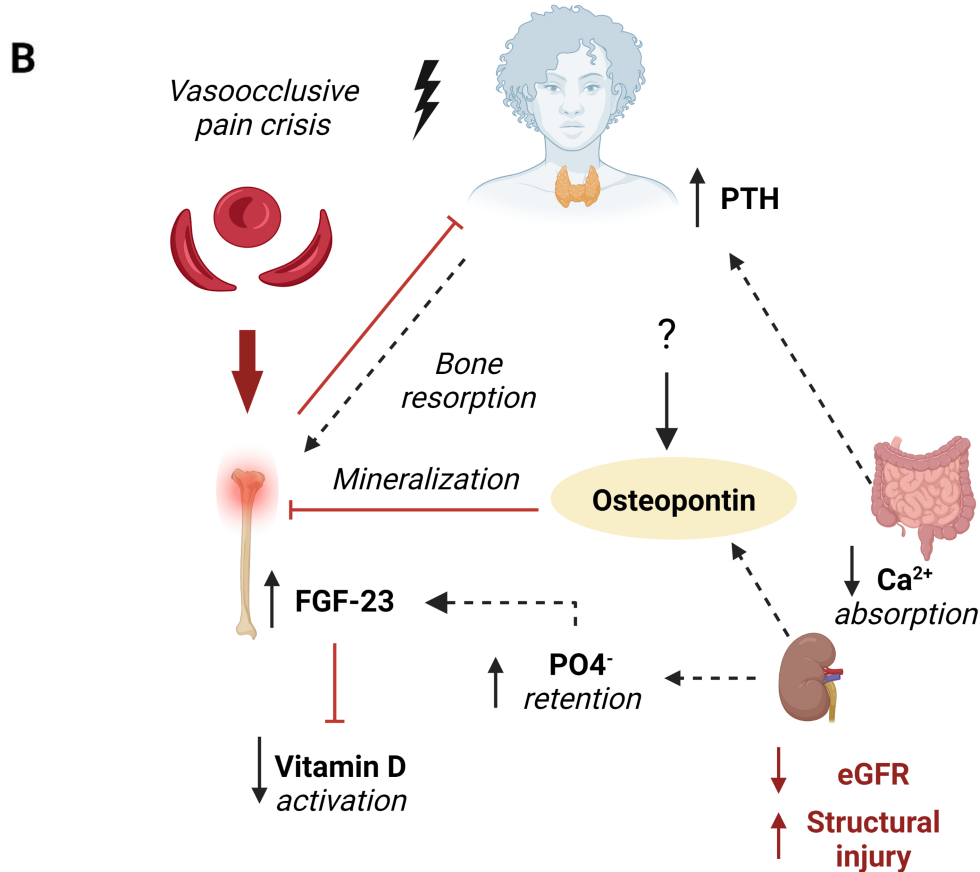 B
Vasoocclusive
pain crisis
PTH
?
Bone
resorption
Mineralization
Osteopontin
Ca²⁺
absorption
FGF-23
PO4⁻
retention
Vitamin D
activation
eGFR
Structural
injury